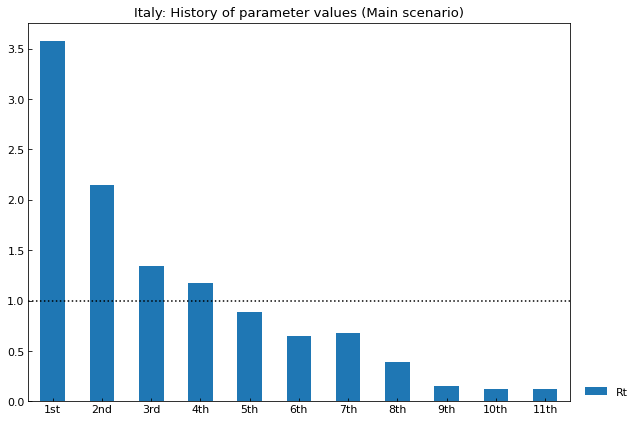 Italy: History of parameter values (Main scenario)
3.5
3.0
2.5
2.0
1.5
1.0
0.5
0.0
1st 2nd 3rd 4th 5th 6th 7th 8th 9th 10th 11th
Rt